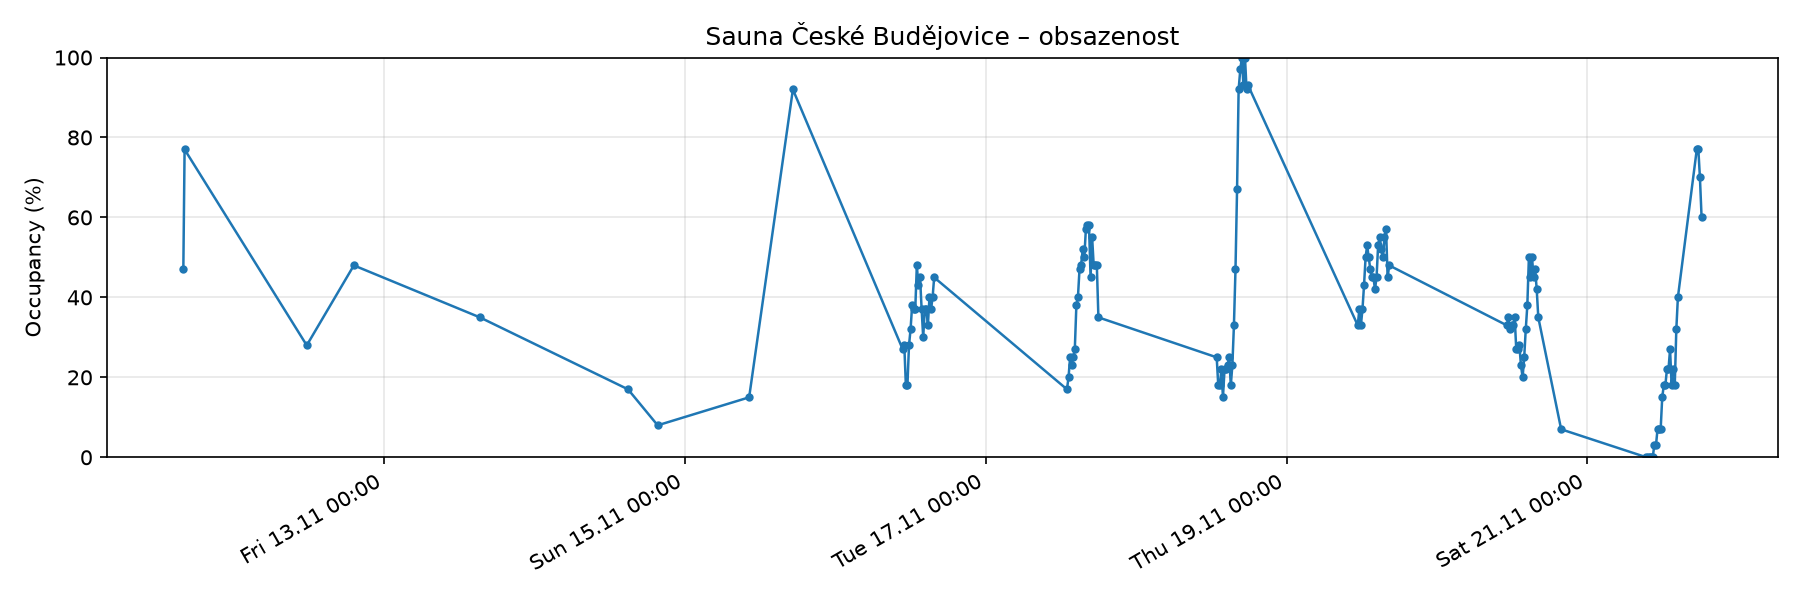 Sauna České Budějovice – obsazenost
Occupancy (%)
100
80
60
40
20
0
Fri 13.11 00:00
Sun 15.11 00:00
Tue 17.11 00:00
Thu 19.11 00:00
Sat 21.11 00:00